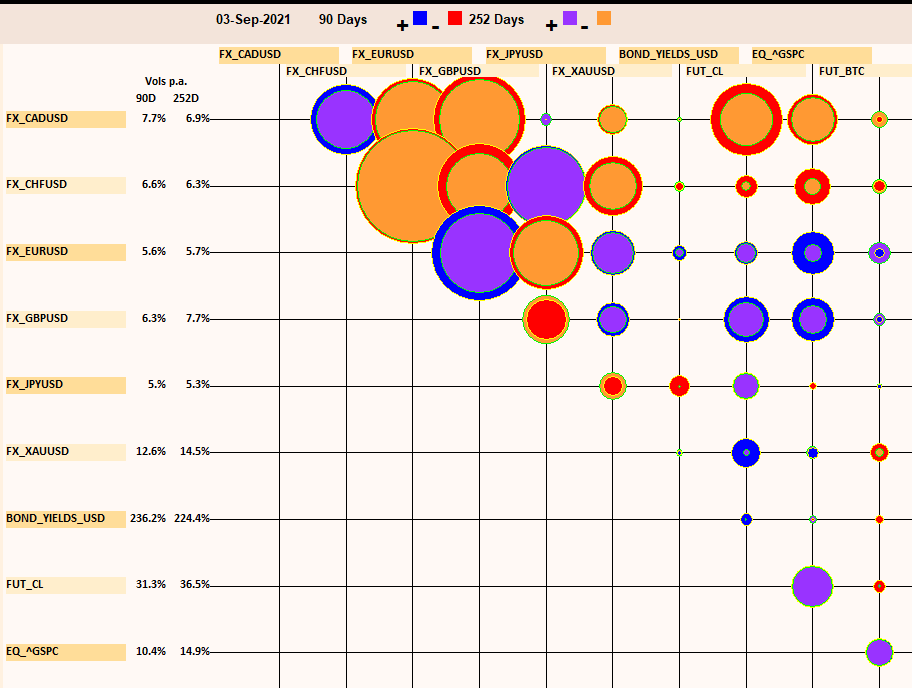 03-Sep-2021 90 Days + - 252 Days + -
FX_CADUSD FX_EURUSD FX_JPYUSD BOND_YIELDS_USD EQ_^GSPC
FX_CHFUSD FX_GBPUSD FX_XAUUSD FUT_CL FUT_BTC
Vols p.a.
90D 252D
FX_CADUSD 7.7% 6.9%
FX_CHFUSD 6.6% 6.3%
FX_EURUSD 5.6% 5.7%
FX_GBPUSD 6.3% 7.7%
FX_JPYUSD 5.% 5.3%
FX_XAUUSD 12.6% 14.5%
BOND_YIELDS_USD 236.2% 224.4%
FUT_CL 31.3% 36.5%
EQ_^GSPC 10.4% 14.9%